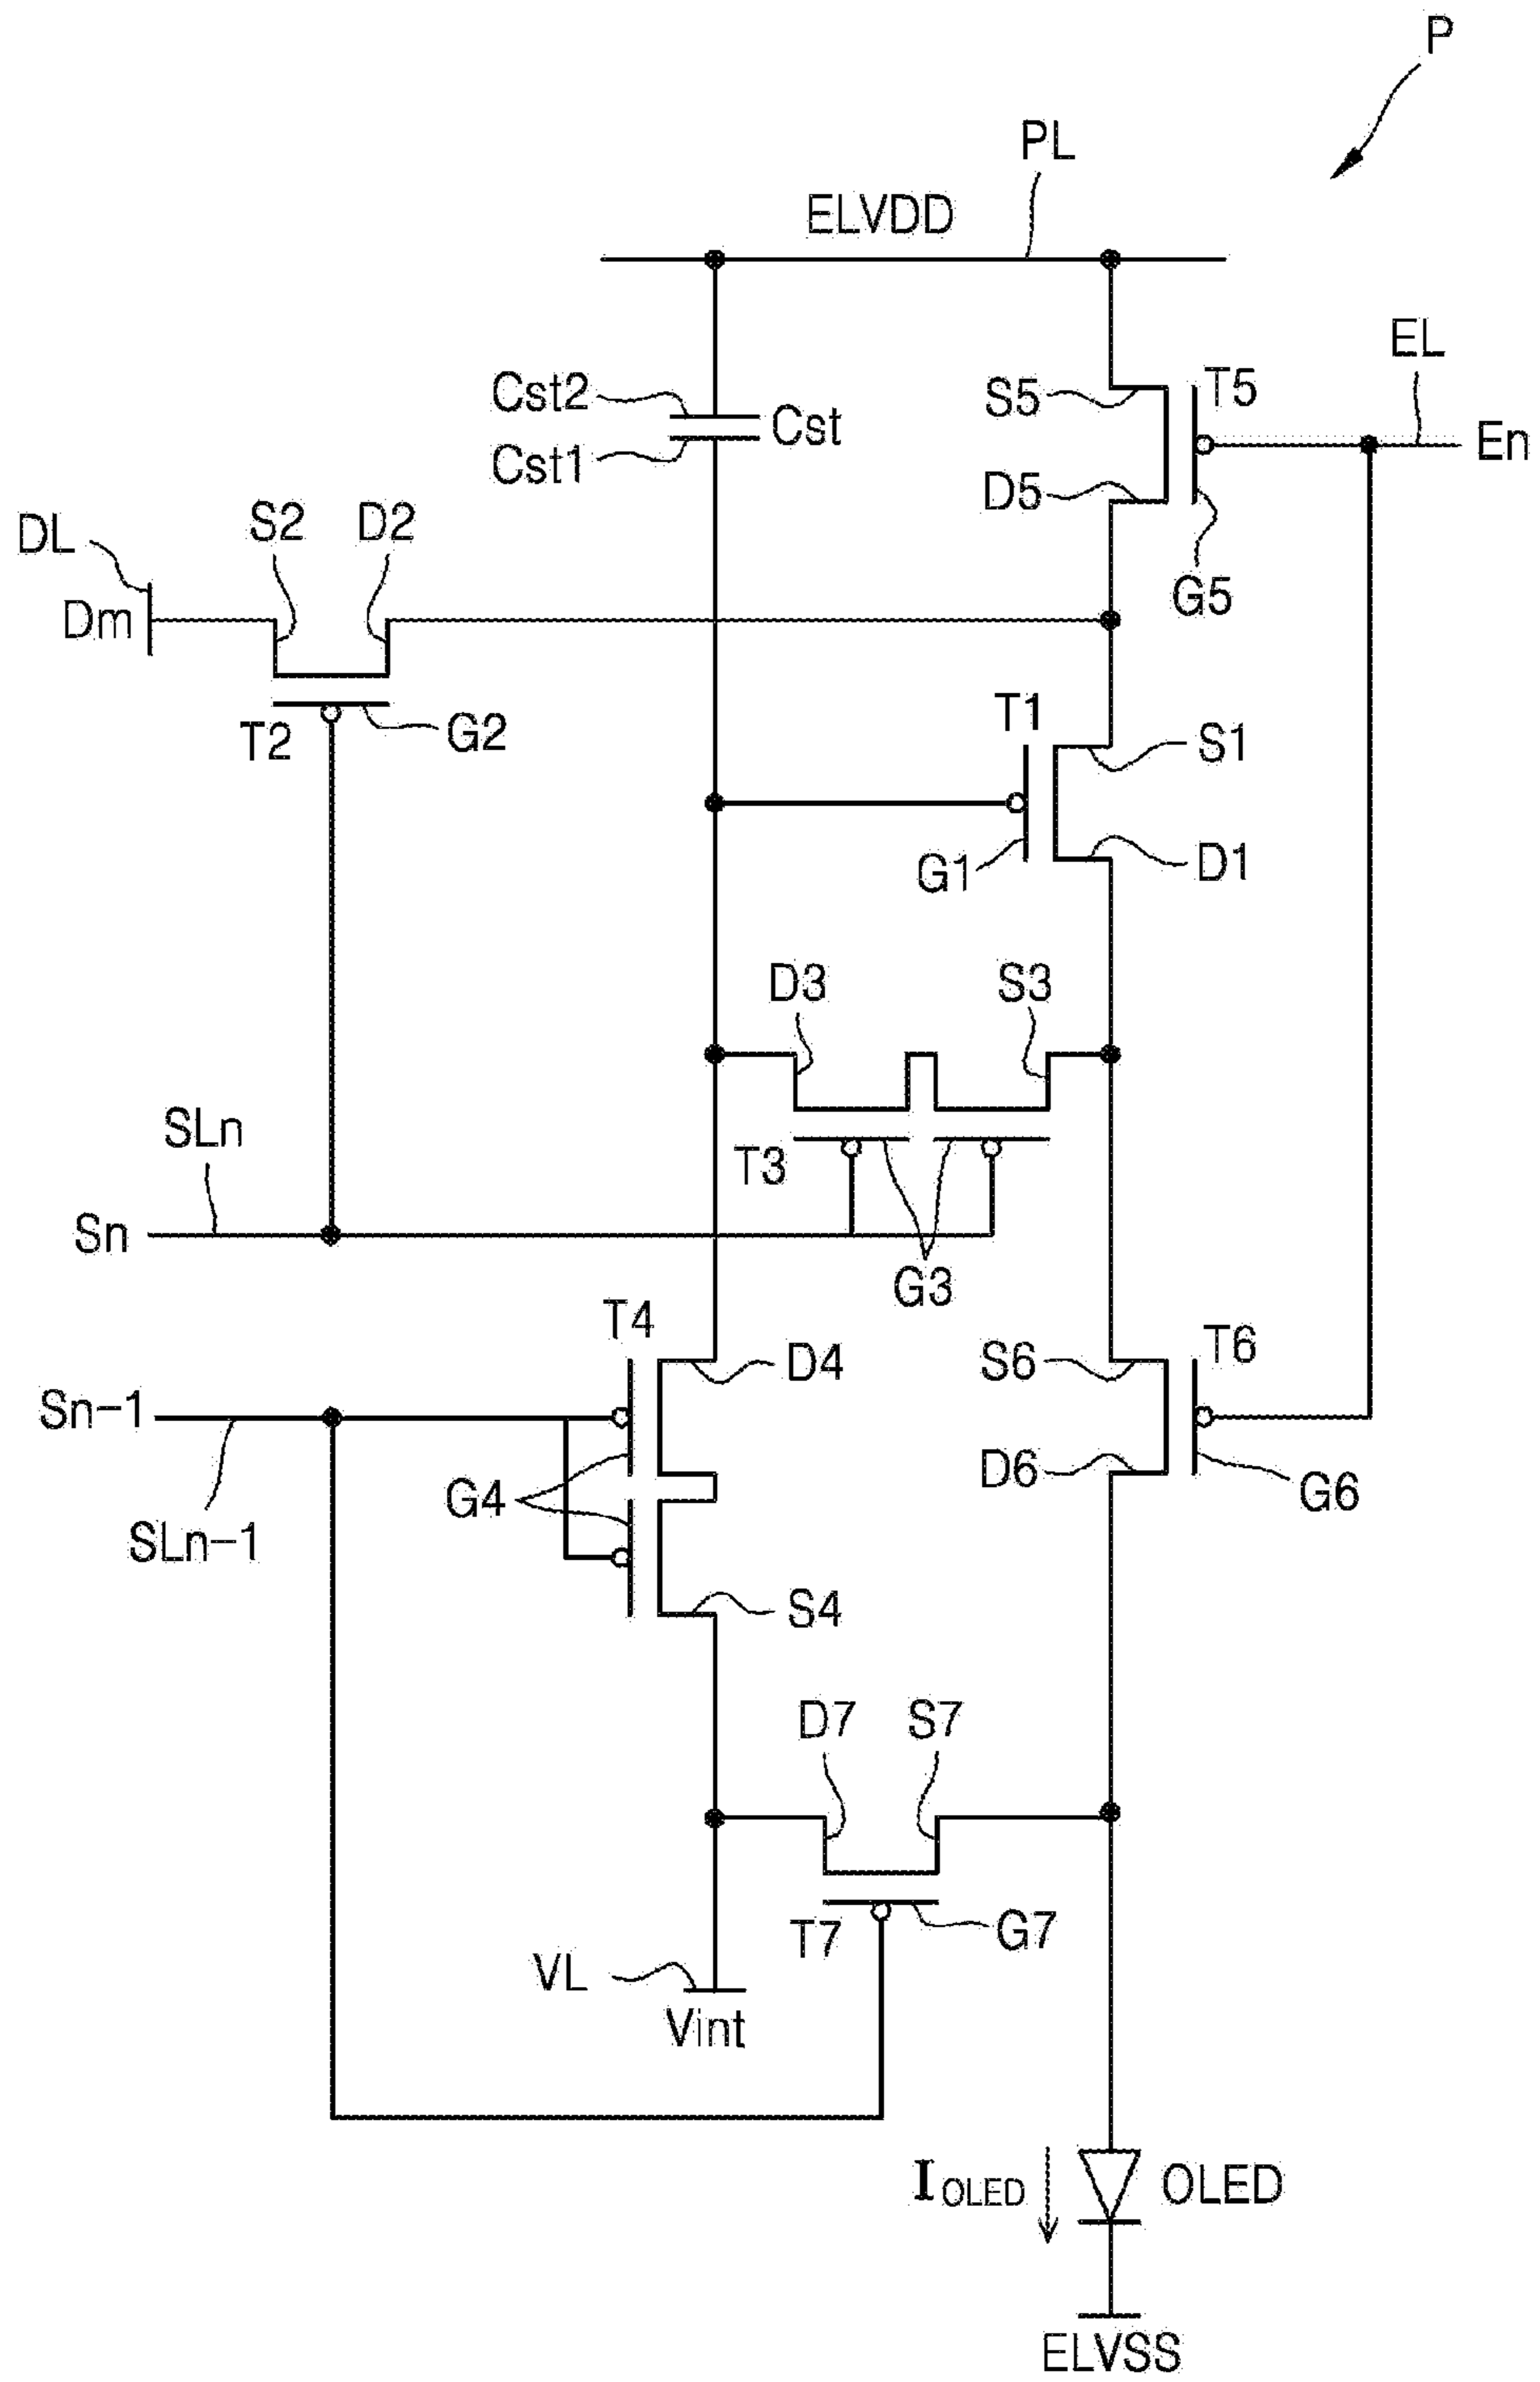 P
PL
ELVDD
EL
Cst2
Cst
S5
T5
En
Cst1
D5
S2
D2
DL
G5
Dm
T1
T2
G2
S1
G1
D1
D3
S3
SLn
T3
Sn
G3
T4
T6
D4
S6
Sn-1
D6
G4
G6
SLn-1
S4
D7
S7
T7
G7
VL
Vint
IOLED
OLED
ELVSS